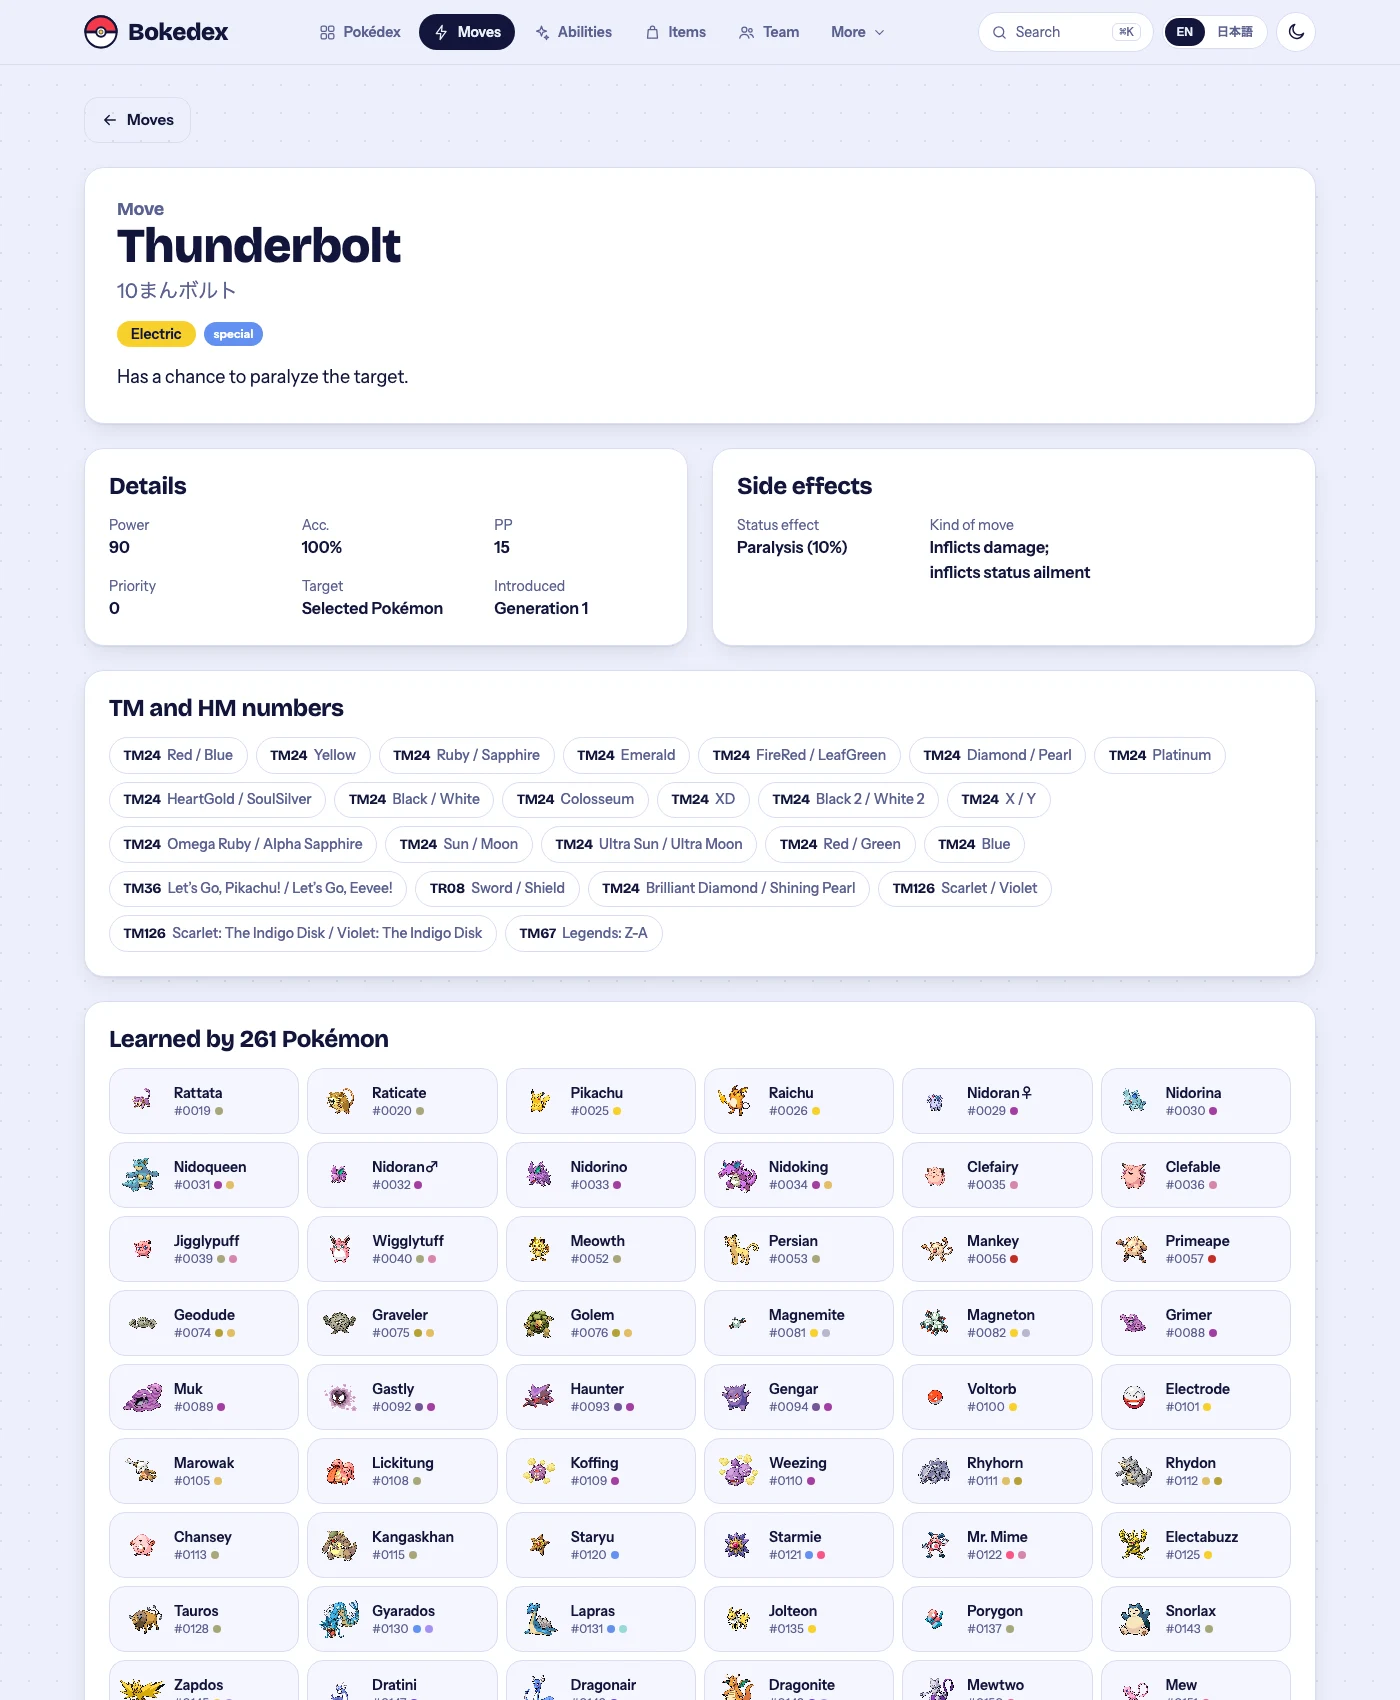 Bokedex
Pokédex
Moves
Abilities
Items
Team
More
Search
⌘K
EN
日本語
← Moves
Move
Thunderbolt
10まんボルト
Electric
special
Has a chance to paralyze the target.
Details
Power
Acc.
PP
90
100%
15
Priority
Target
Introduced
0
Selected Pokémon
Generation 1
Side effects
Status effect
Kind of move
Paralysis (10%)
Inflicts damage;
inflicts status ailment
TM and HM numbers
TM24 Red / Blue
TM24 Yellow
TM24 Ruby / Sapphire
TM24 Emerald
TM24 FireRed / LeafGreen
TM24 Diamond / Pearl
TM24 Platinum
TM24 HeartGold / SoulSilver
TM24 Black / White
TM24 Colosseum
TM24 XD
TM24 Black 2 / White 2
TM24 X / Y
TM24 Omega Ruby / Alpha Sapphire
TM24 Sun / Moon
TM24 Ultra Sun / Ultra Moon
TM24 Red / Green
TM24 Blue
TM36 Let's Go, Pikachu! / Let's Go, Eevee!
TR08 Sword / Shield
TM24 Brilliant Diamond / Shining Pearl
TM126 Scarlet / Violet
TM126 Scarlet: The Indigo Disk / Violet: The Indigo Disk
TM67 Legends: Z-A
Learned by 261 Pokémon
Rattata
#0019
Raticate
#0020
Pikachu
#0025
Raichu
#0026
Nidoran♀
#0029
Nidorina
#0030
Nidoqueen
#0031
Nidoran♂
#0032
Nidorino
#0033
Nidoking
#0034
Clefairy
#0035
Clefable
#0036
Jigglypuff
#0039
Wigglytuff
#0040
Meowth
#0052
Persian
#0053
Mankey
#0056
Primeape
#0057
Geodude
#0074
Graveler
#0075
Golem
#0076
Magnemite
#0081
Magneton
#0082
Grimer
#0088
Muk
#0089
Gastly
#0092
Haunter
#0093
Gengar
#0094
Voltorb
#0100
Electrode
#0101
Marowak
#0105
Lickitung
#0108
Koffing
#0109
Weezing
#0110
Rhyhorn
#0111
Rhydon
#0112
Chansey
#0113
Kangaskhan
#0115
Staryu
#0120
Starmie
#0121
Mr. Mime
#0122
Electabuzz
#0125
Tauros
#0128
Gyarados
#0130
Lapras
#0131
Jolteon
#0135
Porygon
#0137
Snorlax
#0143
Zapdos
Dratini
Dragonair
Dragonite
Mewtwo
Mew